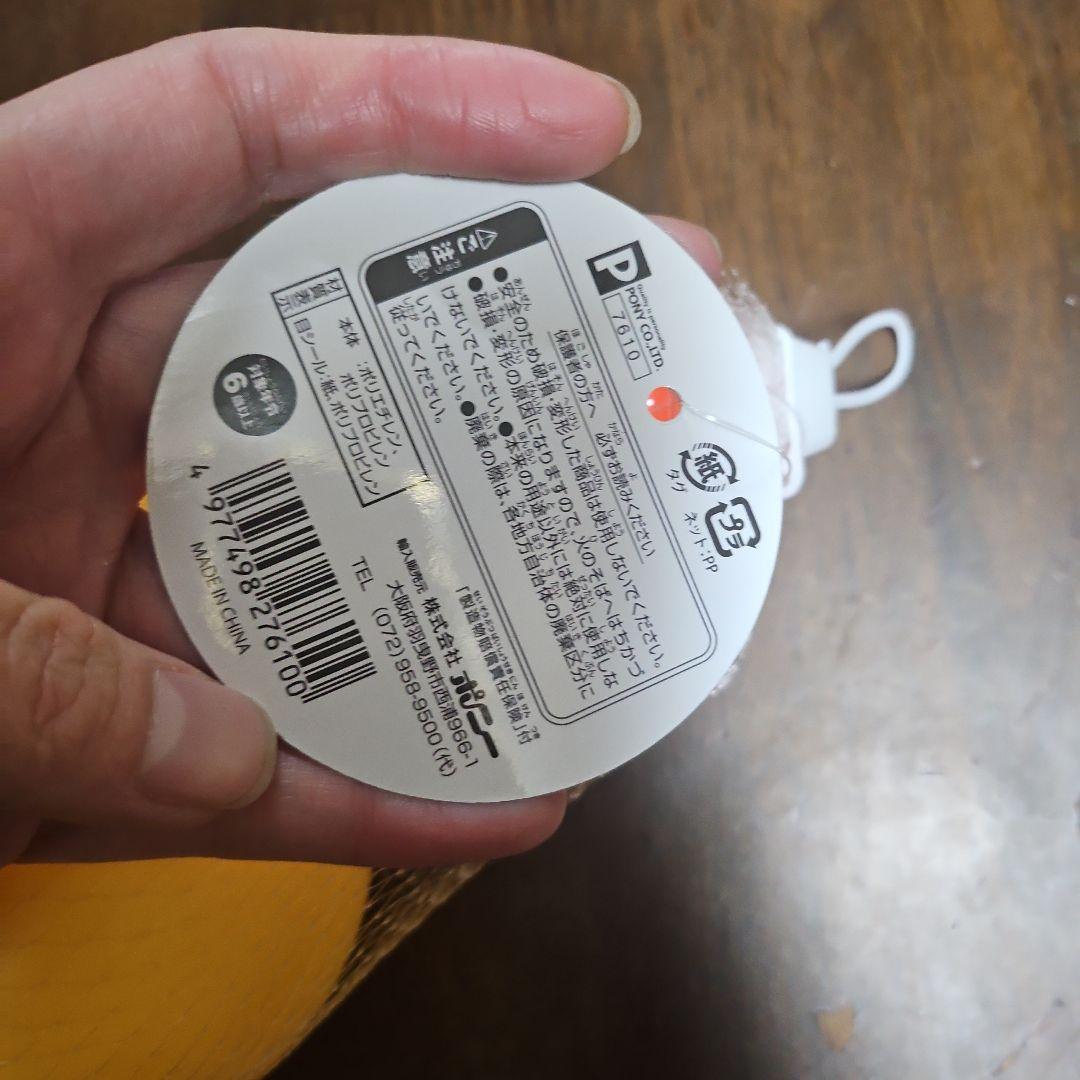 P
Quality & personality
PONY CO.,LTD.
7610
紙
タグ
プラ
ネット:PP
⚠ご注意
保護者の方へ 必ずお読みください
●安全のため破損・変形した商品は使用しないでください。
●破損・変形の原因になりますので、火のそばへはちかづ
けないでください。●本来の用途以外には絶対に使用しな
いでください。●廃棄の際は、各地方自治体の廃棄区分に
従ってください。
材質表示
本体 :ポリエチレン、
ポリプロピレン
目シール:紙、ポリプロピレン
対象年齢
6歳以上
「製造物賠償責任保険」付
輸入販売元 株式会社 ポニー
大阪府羽曳野市西浦966-1
TEL (072)958-9500(代)
4 977498 276100
MADE IN CHINA